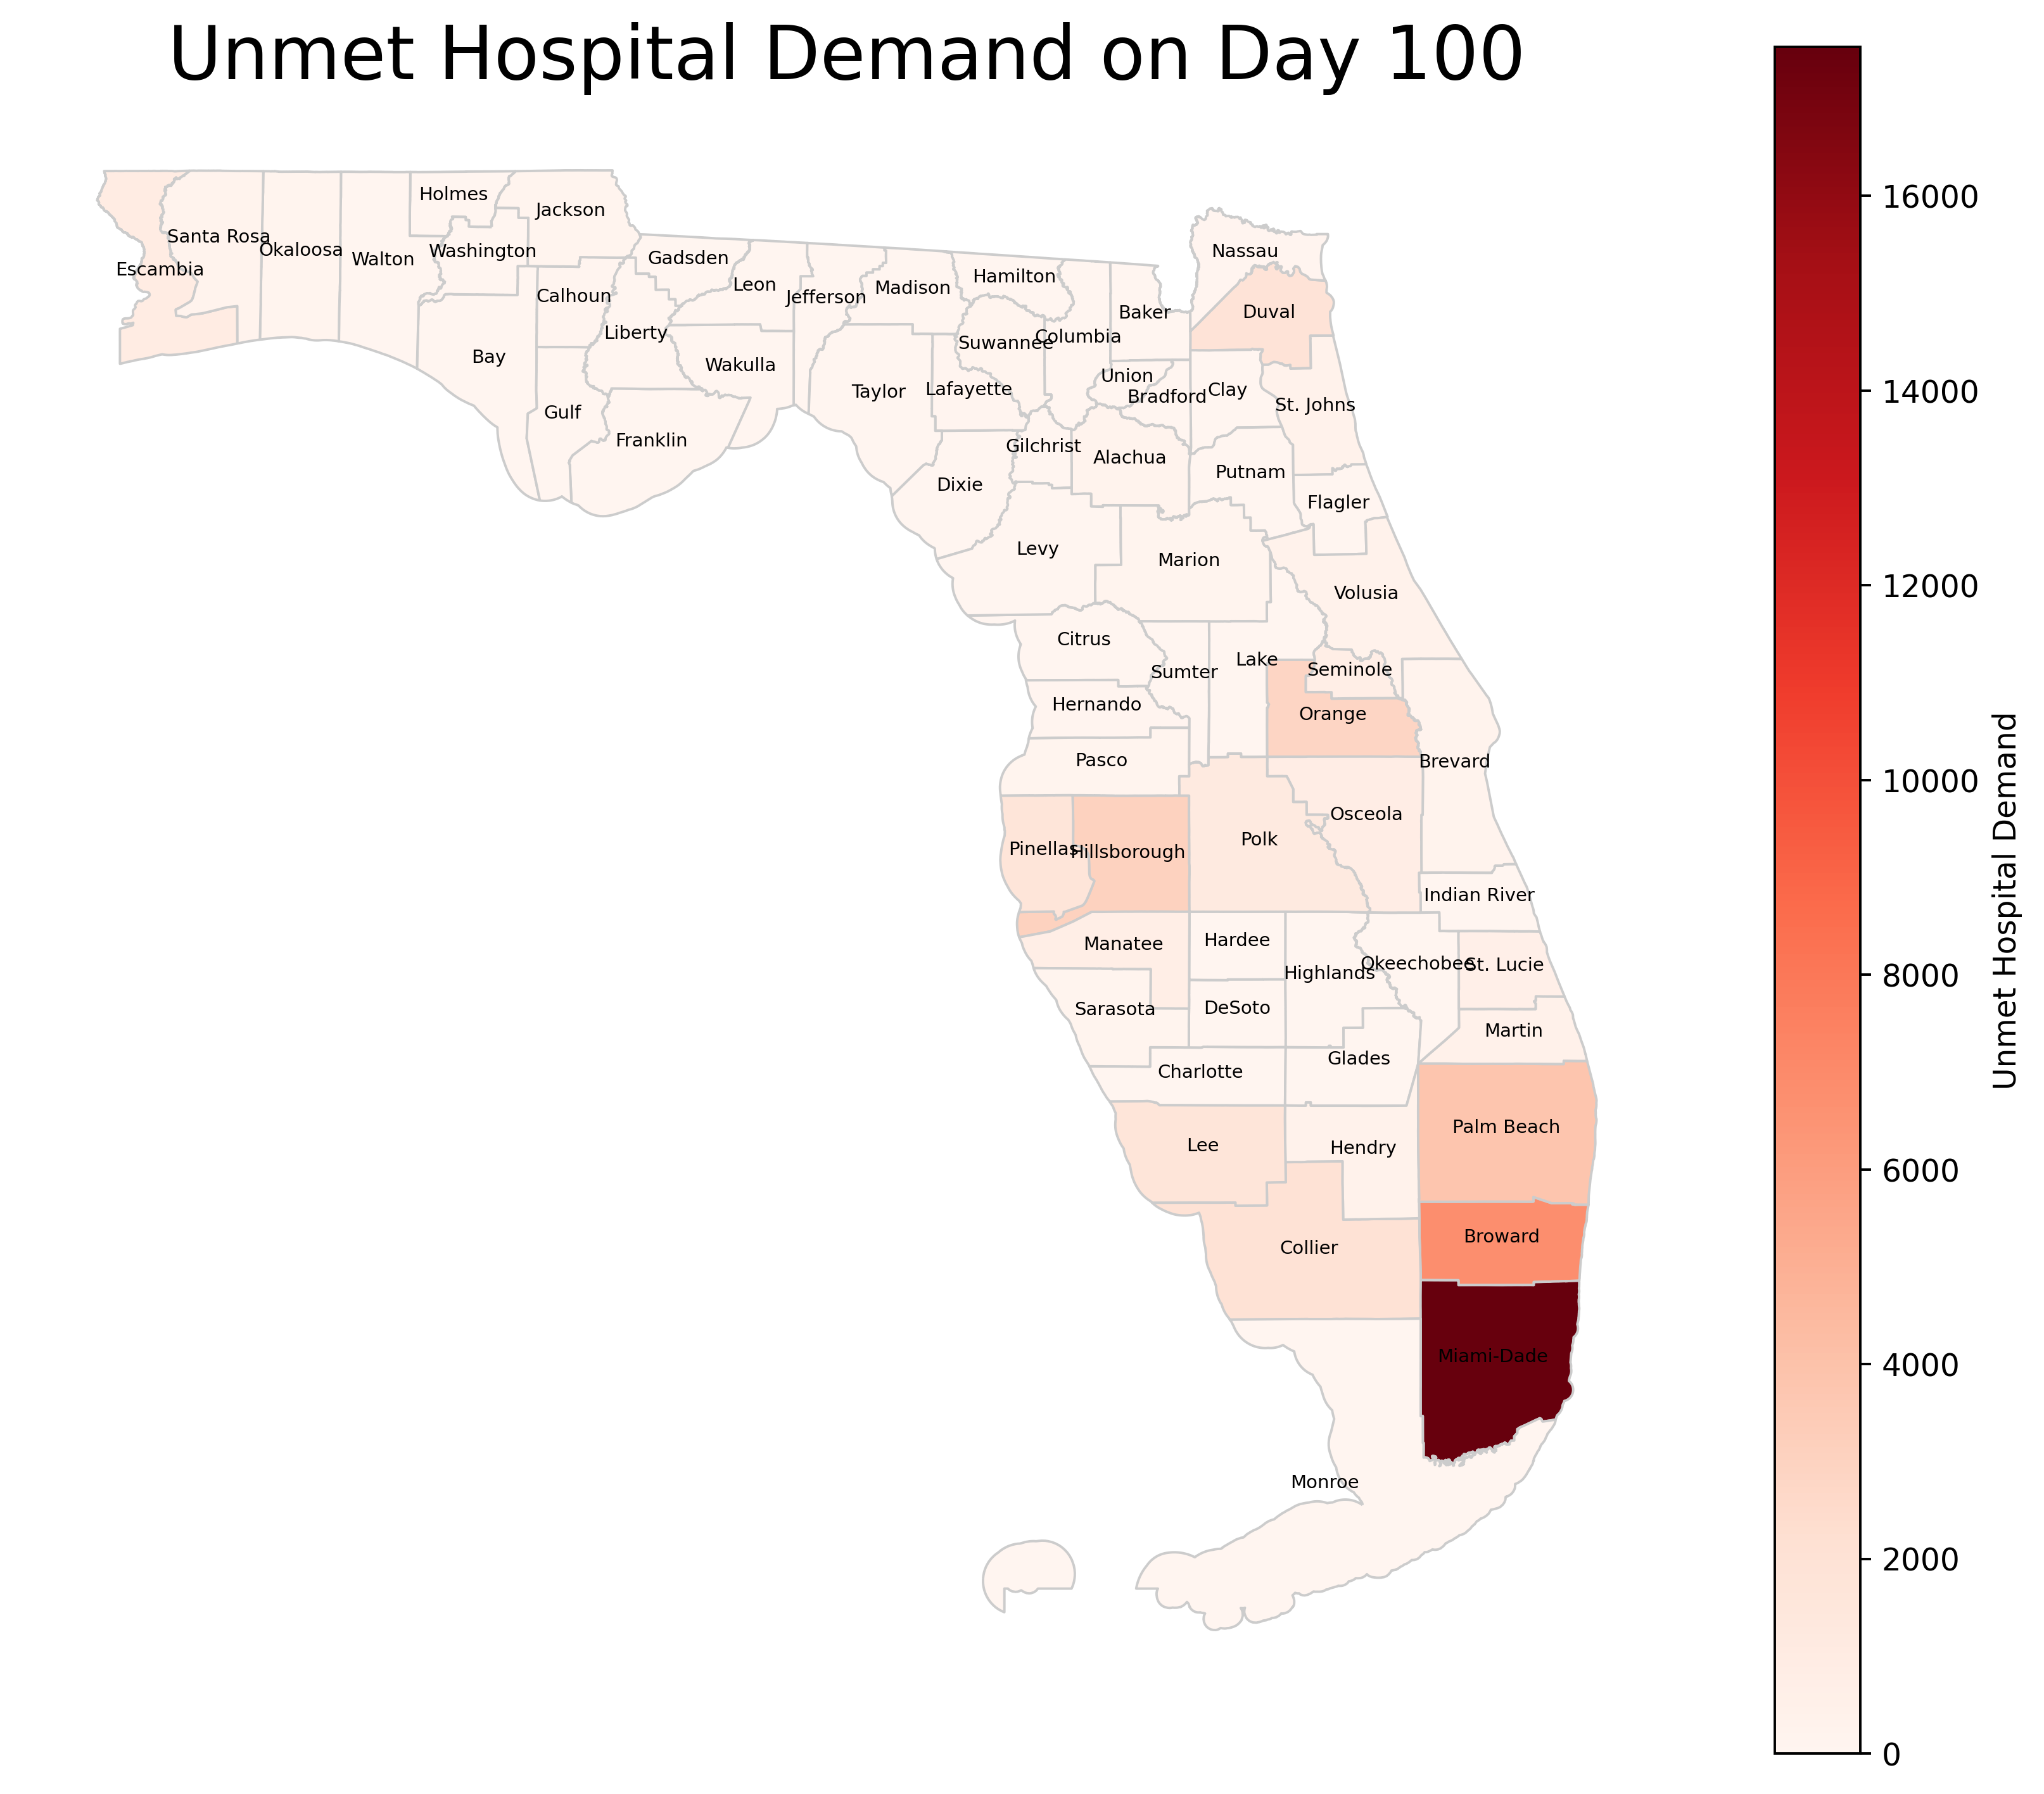 Unmet Hospital Demand on Day 100
Holmes
Jackson
Santa Rosa
Okaloosa
Walton
Washington
Escambia
Gadsden
Leon
Jefferson
Madison
Hamilton
Nassau
Calhoun
Liberty
Baker
Duval
Bay
Wakulla
Suwannee
Columbia
Taylor
Lafayette
Union
Bradford
Clay
St. Johns
Gulf
Franklin
Gilchrist
Alachua
Putnam
Dixie
Flagler
Levy
Marion
Volusia
Citrus
Sumter
Lake
Seminole
Hernando
Orange
Pasco
Brevard
Osceola
Pinellas
Hillsborough
Polk
Indian River
Manatee
Hardee
Highlands
Okeechobee
St. Lucie
Sarasota
DeSoto
Martin
Charlotte
Glades
Lee
Hendry
Palm Beach
Collier
Broward
Miami-Dade
Monroe
16000
14000
12000
10000
8000
6000
4000
2000
0
Unmet Hospital Demand